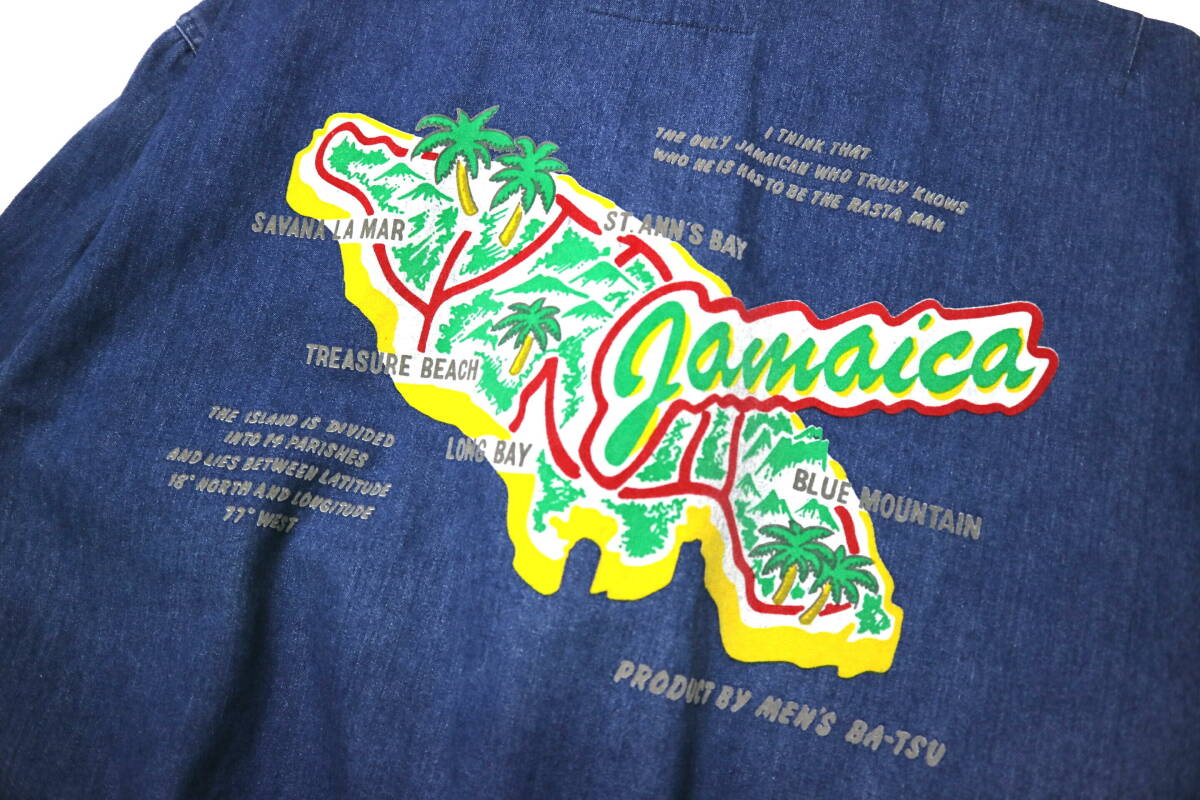 I THINK THAT
THE ONLY JAMAICAN WHO TRULY KNOWS
WHO HE IS HAS TO BE THE RASTA MAN
SAVANA LA MAR
ST. ANN'S BAY
Jamaica
TREASURE BEACH
LONG BAY
BLUE MOUNTAIN
THE ISLAND IS DIVIDED
INTO 14 PARISHES
AND LIES BETWEEN LATITUDE
18° NORTH AND LONGITUDE
77° WEST
PRODUCT BY MEN'S BA-TSU